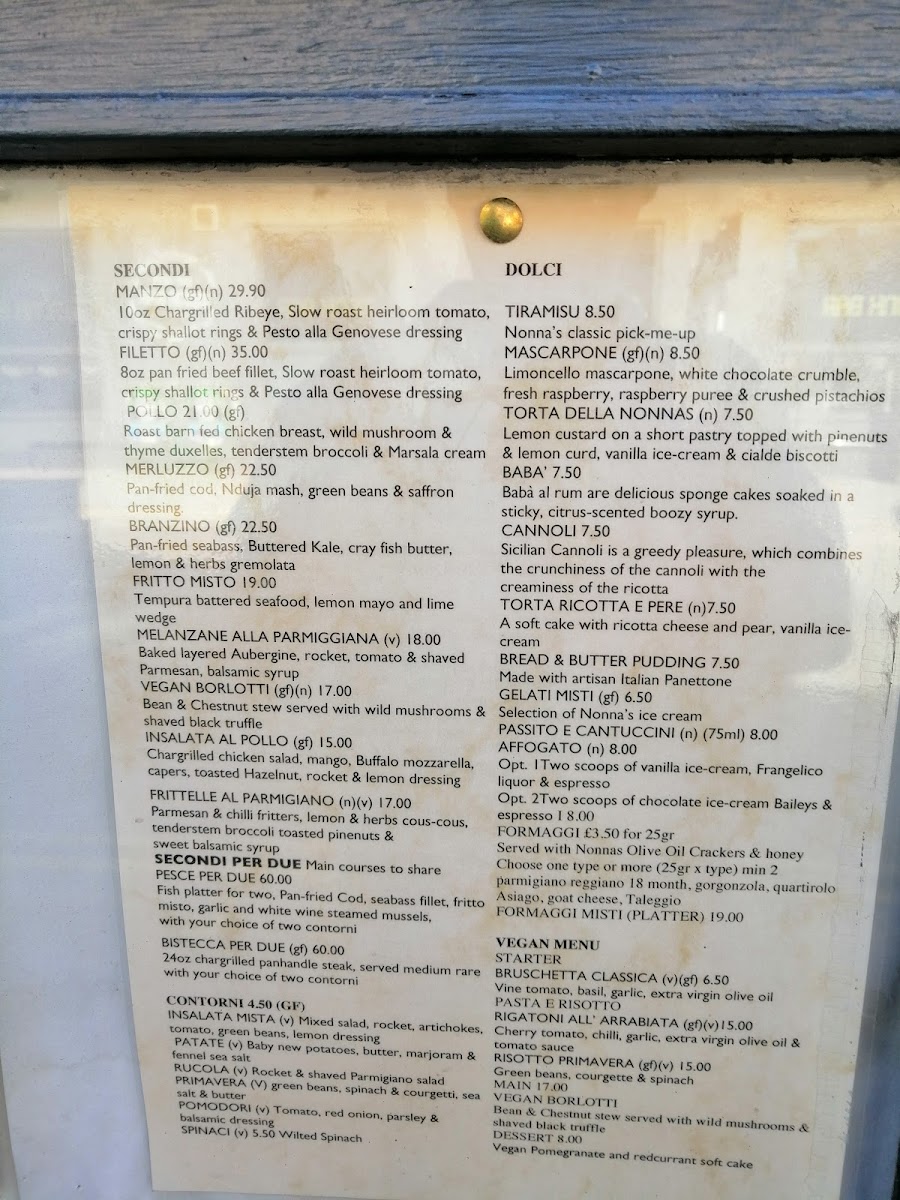 SECONDI
MANZO (gf)(n) 29.90
10oz Chargrilled Ribeye, Slow roast heirloom tomato,
crispy shallot rings & Pesto alla Genovese dressing
FILETTO (gf)(n) 35.00
8oz pan fried beef fillet, Slow roast heirloom tomato,
crispy shallot rings & Pesto alla Genovese dressing
POLLO 21.00 (gf)
Roast barn fed chicken breast, wild mushroom &
thyme duxelles, tenderstem broccoli & Marsala cream
MERLUZZO (gf) 22.50
Pan-fried cod, Nduja mash, green beans & saffron
dressing.
BRANZINO (gf) 22.50
Pan-fried seabass, Buttered Kale, cray fish butter,
lemon & herbs gremolata
FRITTO MISTO 19.00
Tempura battered seafood, lemon mayo and lime
wedge
MELANZANE ALLA PARMIGGIANA (v) 18.00
Baked layered Aubergine, rocket, tomato & shaved
Parmesan, balsamic syrup
VEGAN BORLOTTI (gf)(n) 17.00
Bean & Chestnut stew served with wild mushrooms &
shaved black truffle
INSALATA AL POLLO (gf) 15.00
Chargrilled chicken salad, mango, Buffalo mozzarella,
capers, toasted Hazelnut, rocket & lemon dressing
FRITTELLE AL PARMIGIANO (n)(v) 17.00
Parmesan & chilli fritters, lemon & herbs cous-cous,
tenderstem broccoli toasted pinenuts &
sweet balsamic syrup
SECONDI PER DUE Main courses to share
PESCE PER DUE 60.00
Fish platter for two, Pan-fried Cod, seabass fillet, fritto
misto, garlic and white wine steamed mussels,
with your choice of two contorni
BISTECCA PER DUE (gf) 60.00
24oz chargrilled panhandle steak, served medium rare
with your choice of two contorni
CONTORNI 4.50 (GF)
INSALATA MISTA (v) Mixed salad, rocket, artichokes,
tomato, green beans, lemon dressing
PATATE (v) Baby new potatoes, butter, marjoram &
fennel sea salt
RUCOLA (v) Rocket & shaved Parmigiano salad
PRIMAVERA (V) green beans, spinach & courgetti, sea
salt & butter
POMODORI (v) Tomato, red onion, parsley &
balsamic dressing
SPINACI (v) 5.50 Wilted Spinach
DOLCI
TIRAMISU 8.50
Nonna's classic pick-me-up
MASCARPONE (gf)(n) 8.50
Limoncello mascarpone, white chocolate crumble,
fresh raspberry, raspberry puree & crushed pistachios
TORTA DELLA NONNAS (n) 7.50
Lemon custard on a short pastry topped with pinenuts
& lemon curd, vanilla ice-cream & cialde biscotti
BABA' 7.50
Babà al rum are delicious sponge cakes soaked in a
sticky, citrus-scented boozy syrup.
CANNOLI 7.50
Sicilian Cannoli is a greedy pleasure, which combines
the crunchiness of the cannoli with the
creaminess of the ricotta
TORTA RICOTTA E PERE (n)7.50
A soft cake with ricotta cheese and pear, vanilla ice-
cream
BREAD & BUTTER PUDDING 7.50
Made with artisan Italian Panettone
GELATI MISTI (gf) 6.50
Selection of Nonna's ice cream
PASSITO E CANTUCCINI (n) (75ml) 8.00
AFFOGATO (n) 8.00
Opt. 1Two scoops of vanilla ice-cream, Frangelico
liquor & espresso
Opt. 2Two scoops of chocolate ice-cream Baileys &
espresso I 8.00
FORMAGGI £3.50 for 25gr
Served with Nonnas Olive Oil Crackers & honey
Choose one type or more (25gr x type) min 2
parmigiano reggiano 18 month, gorgonzola, quartirolo
Asiago, goat cheese, Taleggio
FORMAGGI MISTI (PLATTER) 19.00
VEGAN MENU
STARTER
BRUSCHETTA CLASSICA (v)(gf) 6.50
Vine tomato, basil, garlic, extra virgin olive oil
PASTA E RISOTTO
RIGATONI ALL' ARRABIATA (gf)(v)15.00
Cherry tomato, chilli, garlic, extra virgin olive oil &
tomato sauce
RISOTTO PRIMAVERA (gf)(v) 15.00
Green beans, courgette & spinach
MAIN 17.00
VEGAN BORLOTTI
Bean & Chestnut stew served with wild mushrooms &
shaved black truffle
DESSERT 8.00
Vegan Pomegranate and redcurrant soft cake